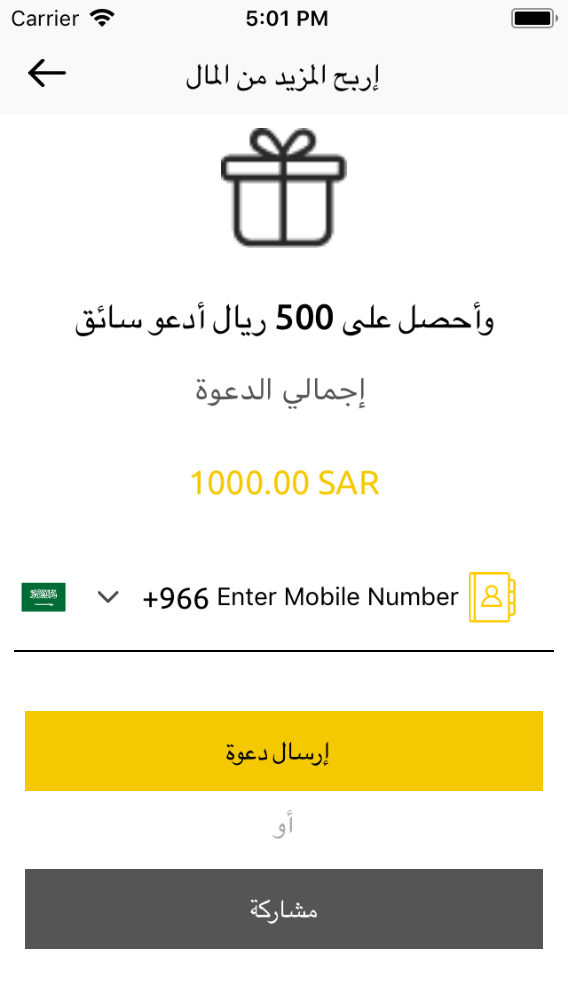 Carrier 5:01 PM
إربح المزيد من المال
وأحصل على 500 ريال أدعو سائق
إجمالي الدعوة
1000.00 SAR
+966 Enter Mobile Number
إرسال دعوة
أو
مشاركة